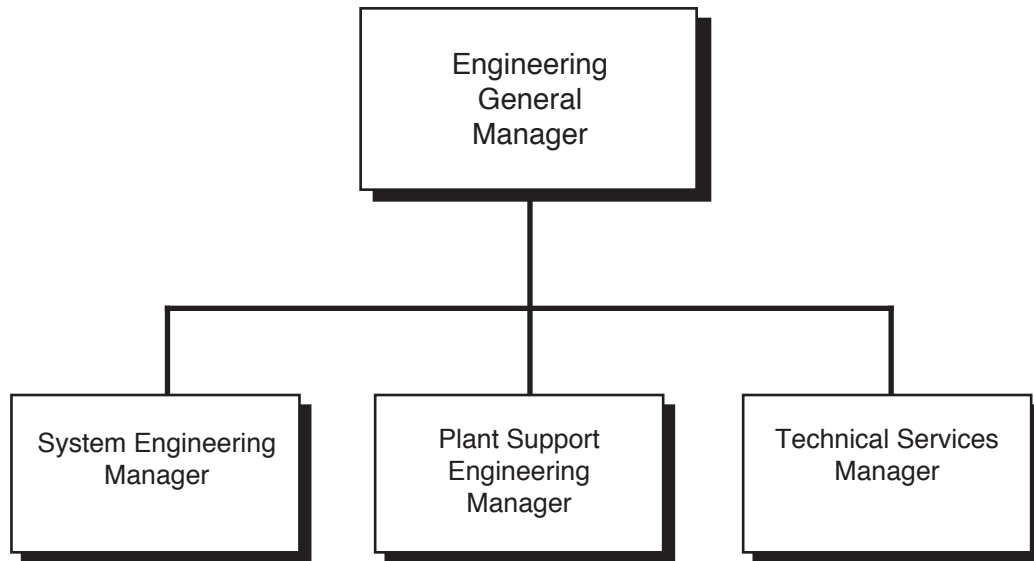 Engineering
General
Manager
System Engineering
Manager
Plant Support
Engineering
Manager
Technical Services
Manager